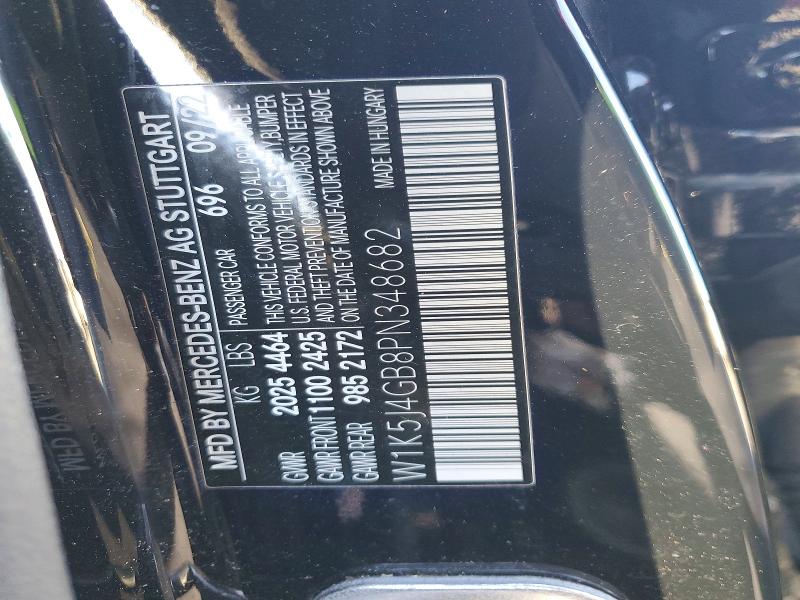 MFD BY MERCEDES-BENZ AG STUTTGART
KG LBS PASSENGER CAR 696 09/22
GVWR 2025 4464 THIS VEHICLE CONFORMS TO ALL APPLICABLE
GAWR FRONT 1100 2425 U.S. FEDERAL MOTOR VEHICLE SAFETY, BUMPER
GAWR REAR 985 2172 AND THEFT PREVENTION STANDARDS IN EFFECT
ON THE DATE OF MANUFACTURE SHOWN ABOVE
W1K5J4GB8PN348682 MADE IN HUNGARY